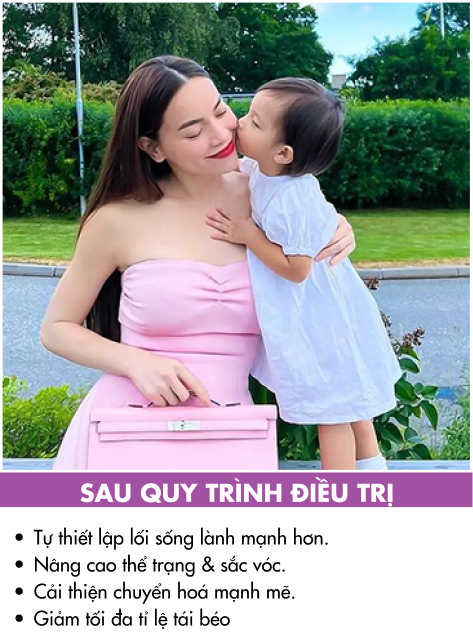 SAU QUY TRÌNH ĐIỀU TRỊ
• Tự thiết lập lối sống lành mạnh hơn.
• Nâng cao thể trạng & sắc vóc.
• Cải thiện chuyển hoá mạnh mẽ.
• Giảm tối đa tỉ lệ tái béo